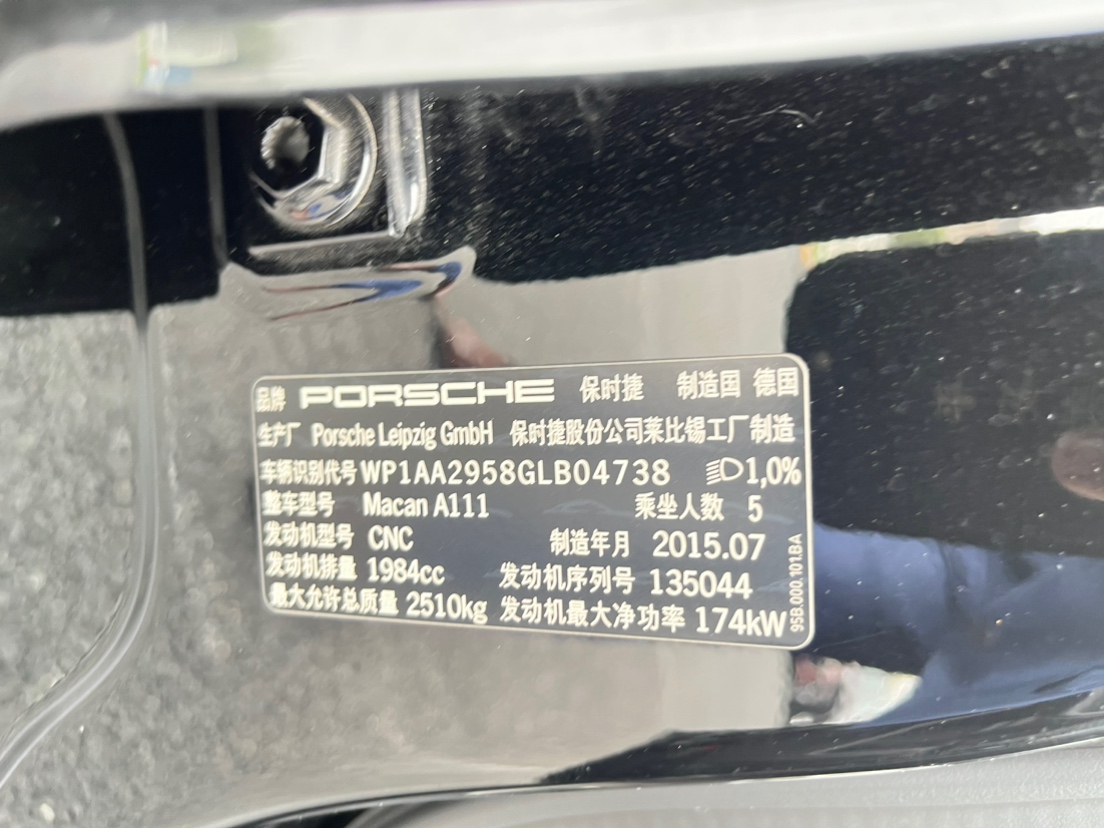 品牌 PORSCHE 保时捷 制造国 德国
生产厂 Porsche Leipzig GmbH 保时捷股份公司莱比锡工厂制造
车辆识别代号 WP1AA2958GLB04738 1,0%
整车型号 Macan A111 乘坐人数 5
发动机型号 CNC 制造年月 2015.07
发动机排量 1984cc 发动机序列号 135044
最大允许总质量 2510kg 发动机最大净功率 174kW
95B.000.101.BA